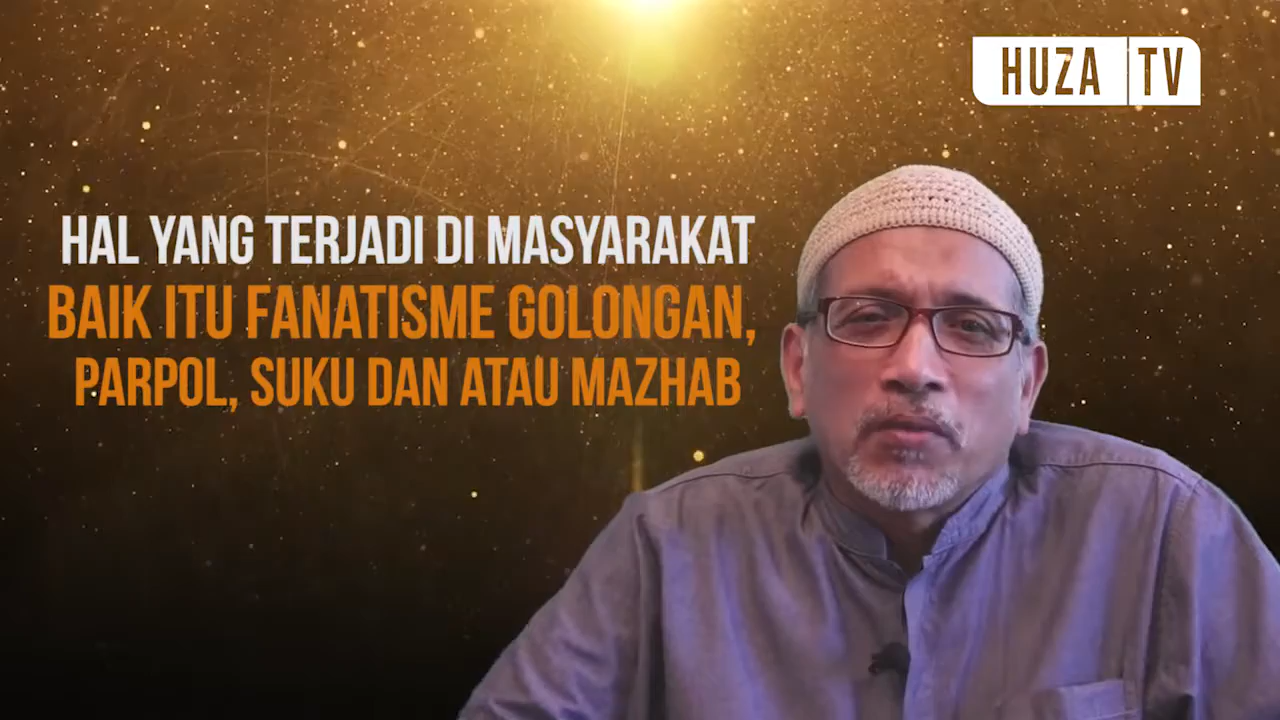 HUZA TV
HAL YANG TERJADI DI MASYARAKAT
BAIK ITU FANATISME GOLONGAN,
PARPOL, SUKU DAN ATAU MAZHAB